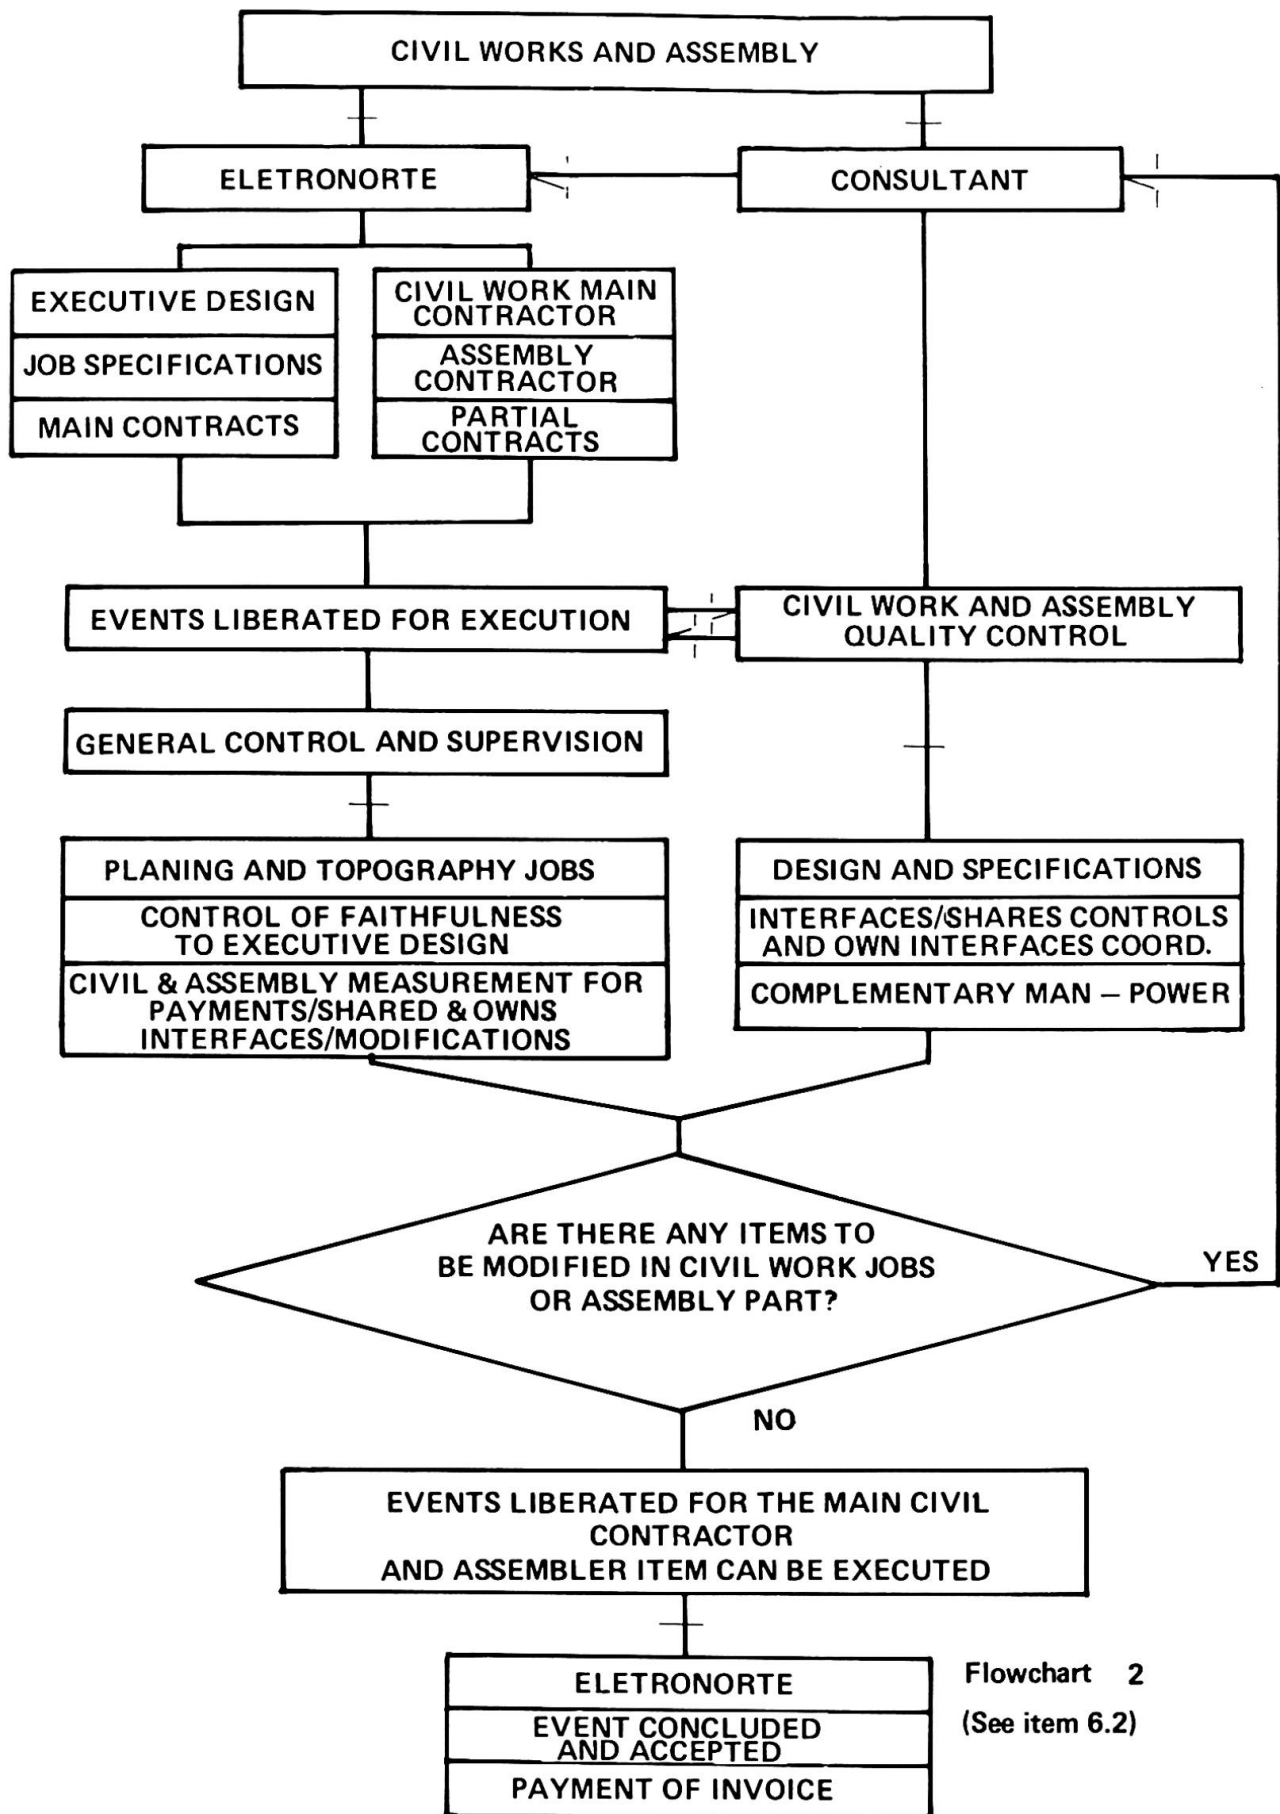 CIVIL WORKS AND ASSEMBLY
ELETRONORTE
CONSULTANT
EXECUTIVE DESIGN
JOB SPECIFICATIONS
MAIN CONTRACTS
CIVIL WORK MAIN
CONTRACTOR
ASSEMBLY
CONTRACTOR
PARTIAL
CONTRACTS
EVENTS LIBERATED FOR EXECUTION
CIVIL WORK AND ASSEMBLY
QUALITY CONTROL
GENERAL CONTROL AND SUPERVISION
PLANING AND TOPOGRAPHY JOBS
CONTROL OF FAITHFULNESS
TO EXECUTIVE DESIGN
CIVIL & ASSEMBLY MEASUREMENT FOR
PAYMENTS/SHARED & OWNS
INTERFACES/MODIFICATIONS
DESIGN AND SPECIFICATIONS
INTERFACES/SHARES CONTROLS
AND OWN INTERFACES COORD.
COMPLEMENTARY MAN – POWER
ARE THERE ANY ITEMS TO
BE MODIFIED IN CIVIL WORK JOBS
OR ASSEMBLY PART?
YES
NO
EVENTS LIBERATED FOR THE MAIN CIVIL
CONTRACTOR
AND ASSEMBLER ITEM CAN BE EXECUTED
ELETRONORTE
EVENT CONCLUDED
AND ACCEPTED
PAYMENT OF INVOICE
Flowchart 2
(See item 6.2)